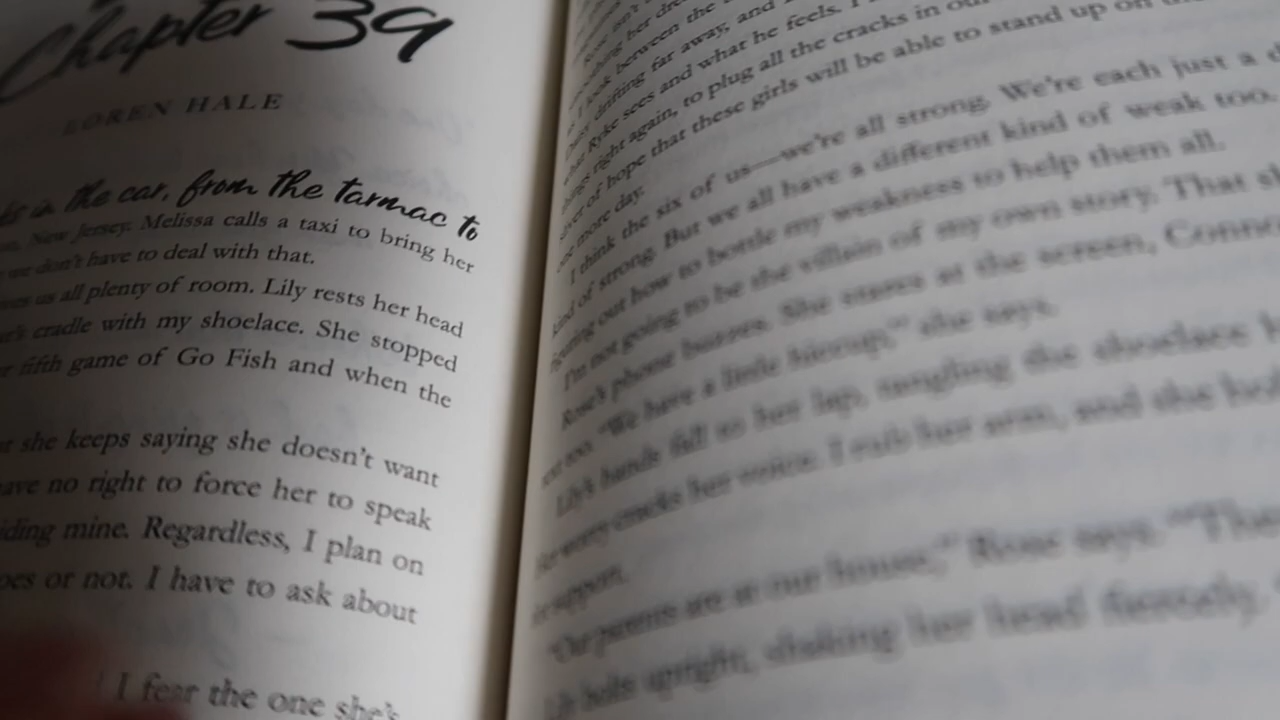 Chapter 39
LOREN HALE
in the car, from the tarmac to
New Jersey. Melissa calls a taxi to bring her
we don't have to deal with that.
us all plenty of room. Lily rests her head
cradle with my shoelace. She stopped
fifth game of Go Fish and when the
she keeps saying she doesn't want
no right to force her to speak
mine. Regardless, I plan on
or not. I have to ask about
I fear the one she's
between the
drifting far away, and
Ryke sees and what he feels. I
right again, to plug all the cracks in
of hope that these girls will be able to stand up on
one more day.
I think the six of us—we're all strong. We're each just a
kind of strong. But we all have a different kind of weak too.
out how to bottle my weakness to help them all.
I'm not going to be the villain of my own story. That
Rose's phone buzzes. She stares at the screen,
too. "We have a little hiccup," she says.
Lily's hands fall to her lap, tangling the shoelace
worry cracks her voice. I rub her arm, and she
support.
"Our parents are at our house," Rose says.
bolts upright, shaking her head fiercely.